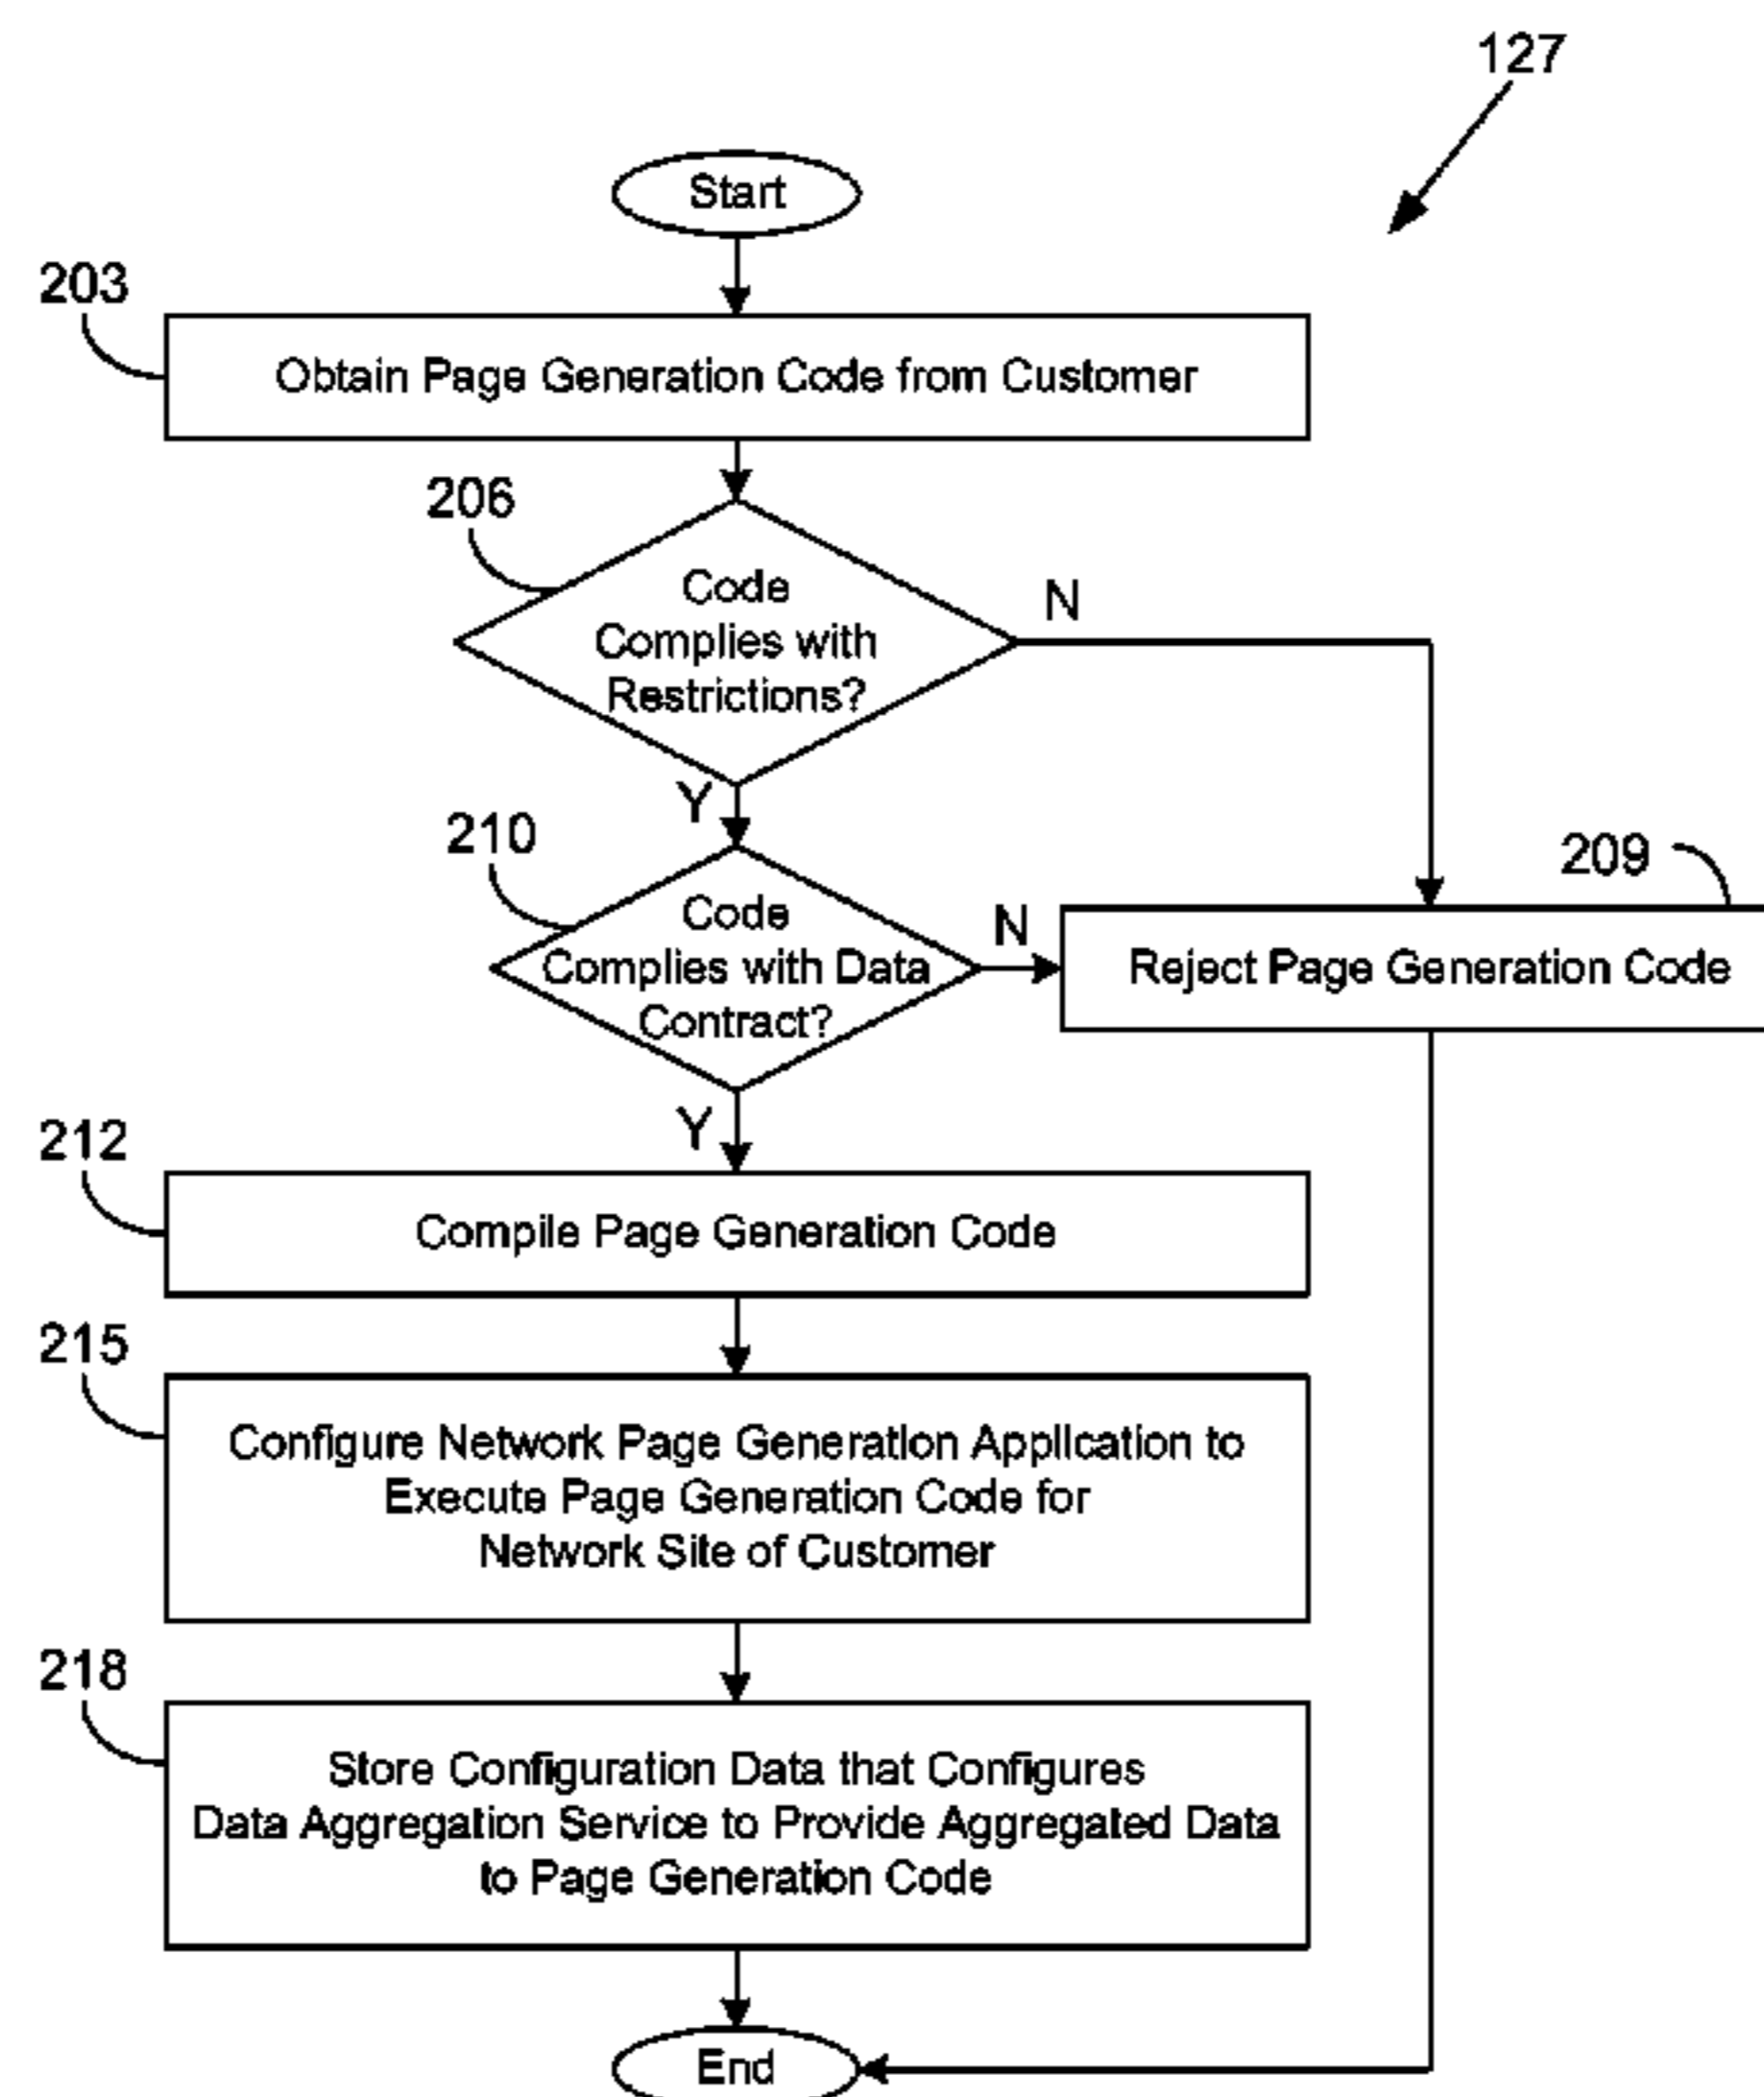 127
Start
203
Obtain Page Generation Code from Customer
206
Code
Complies with
Restrictions?
N
Y
210
Code
Complies with Data
Contract?
N
209
Reject Page Generation Code
Y
212
Compile Page Generation Code
215
Configure Network Page Generation Application to
Execute Page Generation Code for
Network Site of Customer
218
Store Configuration Data that Configures
Data Aggregation Service to Provide Aggregated Data
to Page Generation Code
End